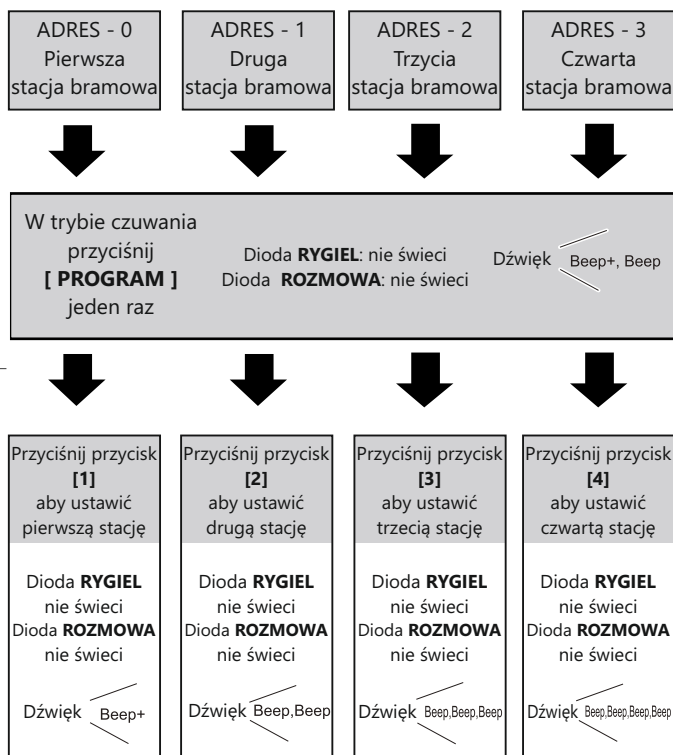 ADRES - 0
Pierwsza
stacja bramowa
ADRES - 1
Druga
stacja bramowa
ADRES - 2
Trzycia
stacja bramowa
ADRES - 3
Czwarta
stacja bramowa
W trybie czuwania
przyciśnij
[ PROGRAM ]
jeden raz
Dioda RYGIEL: nie świeci
Dioda ROZMOWA: nie świeci
Dźwięk Beep+, Beep
Przyciśnij przycisk
[1]
aby ustawić
pierwszą stację
Dioda RYGIEL
nie świeci
Dioda ROZMOWA
nie świeci
Dźwięk Beep+
Przyciśnij przycisk
[2]
aby ustawić
drugą stację
Dioda RYGIEL
nie świeci
Dioda ROZMOWA
nie świeci
Dźwięk Beep,Beep
Przyciśnij przycisk
[3]
aby ustawić
trzecią stację
Dioda RYGIEL
nie świeci
Dioda ROZMOWA
nie świeci
Dźwięk Beep,Beep,Beep
Przyciśnij przycisk
[4]
aby ustawić
czwartą stację
Dioda RYGIEL
nie świeci
Dioda ROZMOWA
nie świeci
Dźwięk Beep,Beep,Beep,Beep